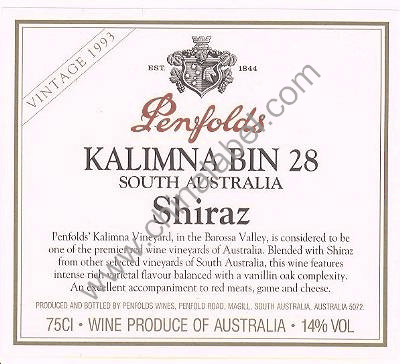 VINTAGE 1993
EST. 1844
Penfolds
KALIMNA BIN 28
SOUTH AUSTRALIA
Shiraz
Penfolds' Kalimna Vineyard, in the Barossa Valley, is considered to be
one of the premier red wine vineyards of Australia. Blended with Shiraz
from other selected vineyards of South Australia, this wine features
intense rich varietal flavour balanced with a vanillin oak complexity.
An excellent accompaniment to red meats, game and cheese.
PRODUCED AND BOTTLED BY PENFOLDS WINES, PENFOLD ROAD, MAGILL, SOUTH AUSTRALIA, AUSTRALIA 5072.
75Cl · WINE PRODUCE OF AUSTRALIA · 14% VOL